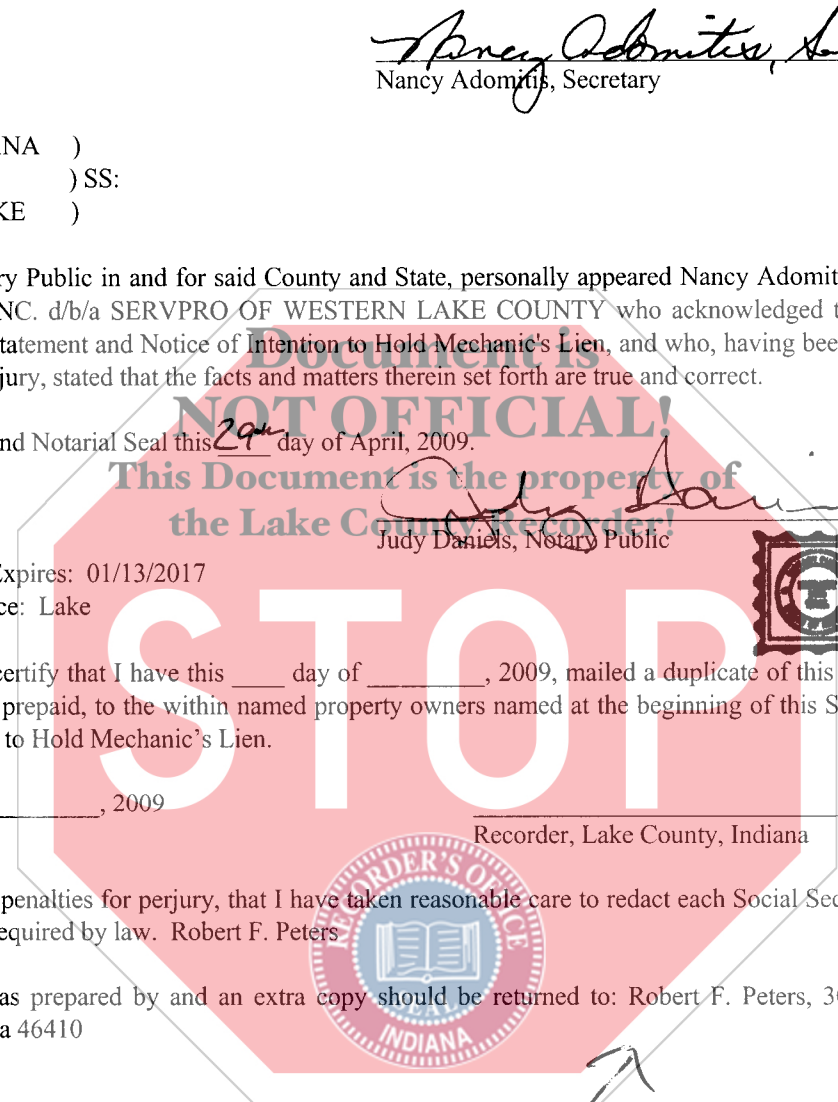 Nancy Adomitis,
Nancy Adomitis, Secretary
NA )
) SS:
KE )
ry Public in and for said County and State, personally appeared Nancy Adomit
NC. d/b/a SERVPRO OF WESTERN LAKE COUNTY who acknowledged t
tatement and Notice of Intention to Hold Mechanic's Lien, and who, having bee
jury, stated that the facts and matters therein set forth are true and correct.
Document is
NOT OFFICIAL!
nd Notarial Seal this 29th day of April, 2009.
This Document is the property of
the Lake County Recorder!
Judy Daniels, Notary Public
Expires: 01/13/2017
ce: Lake
STOP
ertify that I have this ____ day of _________, 2009, mailed a duplicate of this
prepaid, to the within named property owners named at the beginning of this S
to Hold Mechanic's Lien.
________, 2009
Recorder, Lake County, Indiana
RECORDER'S OFFICE
penalties for perjury, that I have taken reasonable care to redact each Social Sec
equired by law. Robert F. Peters
as prepared by and an extra copy should be returned to: Robert F. Peters, 3
a 46410
SEAL
INDIANA